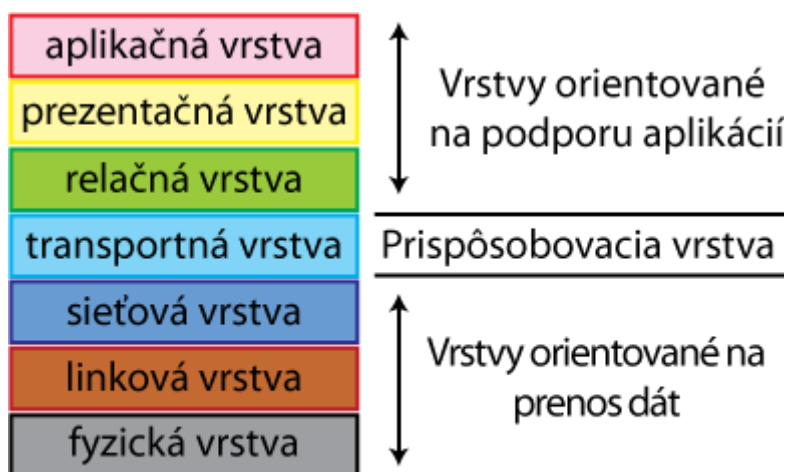 aplikačná vrstva
prezentačná vrstva
relačná vrstva
transportná vrstva
sieťová vrstva
linková vrstva
fyzická vrstva
Vrstvy orientované
na podporu aplikácií
Prispôsobovacia vrstva
Vrstvy orientované na
prenos dát